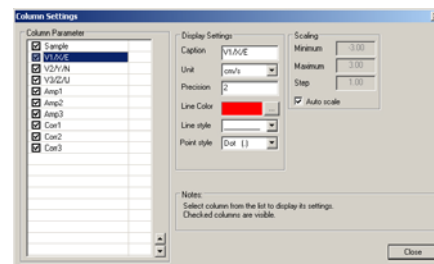 Column Settings
Column Parameter
Sample
V1/X/E
V2/Y/N
V3/Z/U
Amp1
Amp2
Amp3
Corr1
Corr2
Corr3
Display Settings
Caption V1/X/E
Unit cm/s
Precision 2
Line Color ...
Line style
Point style Dot (.)
Scaling
Minimum -3.00
Maximum 3.00
Step 1.00
Auto scale
Notes:
Select column from the list to display its settings.
Checked columns are visible.
Close